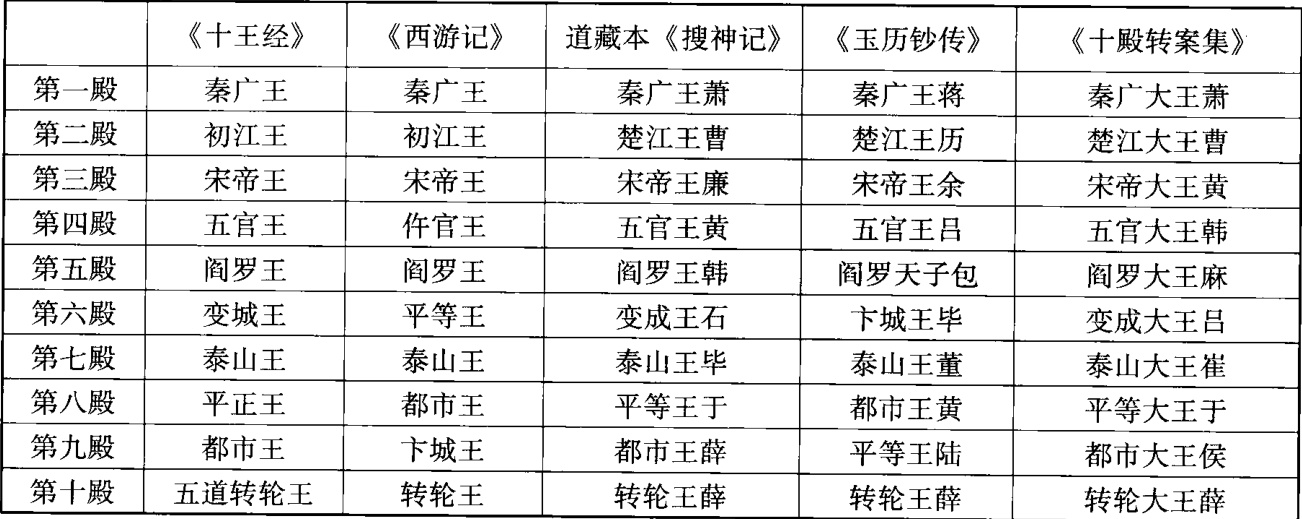 《十王经》 《西游记》 道藏本《搜神记》 《玉历钞传》 《十殿转案集》
第一殿 秦广王 秦广王 秦广王萧 秦广王蒋 秦广大王萧
第二殿 初江王 初江王 楚江王曹 楚江王历 楚江大王曹
第三殿 宋帝王 宋帝王 宋帝王廉 宋帝王余 宋帝大王黄
第四殿 五官王 仵官王 五官王黄 五官王吕 五官大王韩
第五殿 阎罗王 阎罗王 阎罗王韩 阎罗天子包 阎罗大王麻
第六殿 变城王 平等王 变成王石 卞城王毕 变成大王吕
第七殿 泰山王 泰山王 泰山王毕 泰山王董 泰山大王崔
第八殿 平正王 都市王 平等王于 都市王黄 平等大王于
第九殿 都市王 卞城王 都市王薛 平等王陆 都市大王侯
第十殿 五道转轮王 转轮王 转轮王薛 转轮王薛 转轮大王薛